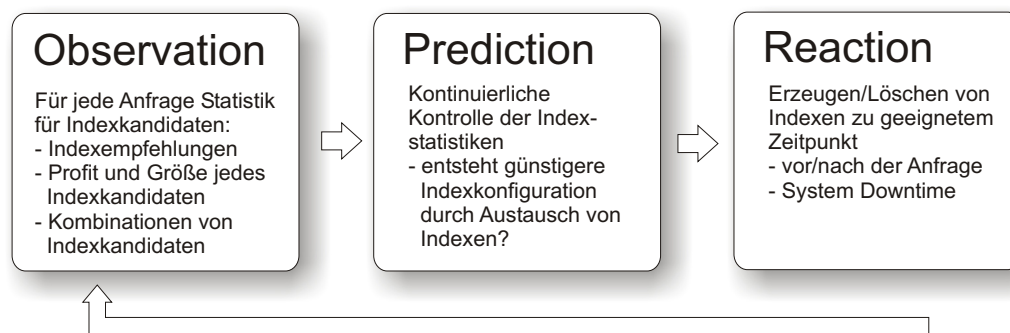 Observation
Für jede Anfrage Statistik
für Indexkandidaten:
- Indexempfehlungen
- Profit und Größe jedes
Indexkandidaten
- Kombinationen von
Indexkandidaten
Prediction
Kontinuierliche
Kontrolle der Index-
statistiken
- entsteht günstigere
Indexkonfiguration
durch Austausch von
Indexen?
Reaction
Erzeugen/Löschen von
Indexen zu geeignetem
Zeitpunkt
- vor/nach der Anfrage
- System Downtime